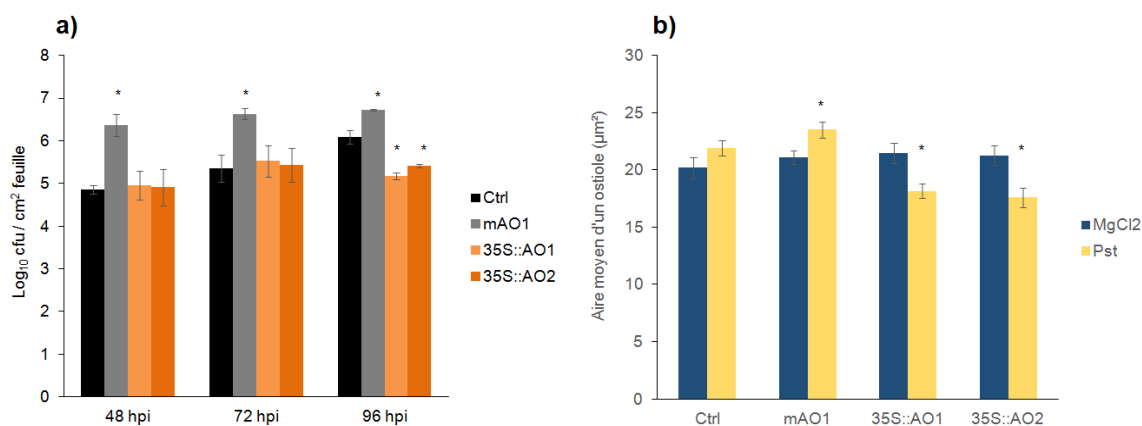 a)
Log10 cfu / cm2 feuille
8
7
6
5
4
3
2
1
0
* * * * *
48 hpi 72 hpi 96 hpi
Ctrl
mAO1
35S::AO1
35S::AO2
b)
Aire moyen d'un ostiole (µm²)
30
25
20
15
10
5
0
* * *
Ctrl mAO1 35S::AO1 35S::AO2
MgCl2
Pst